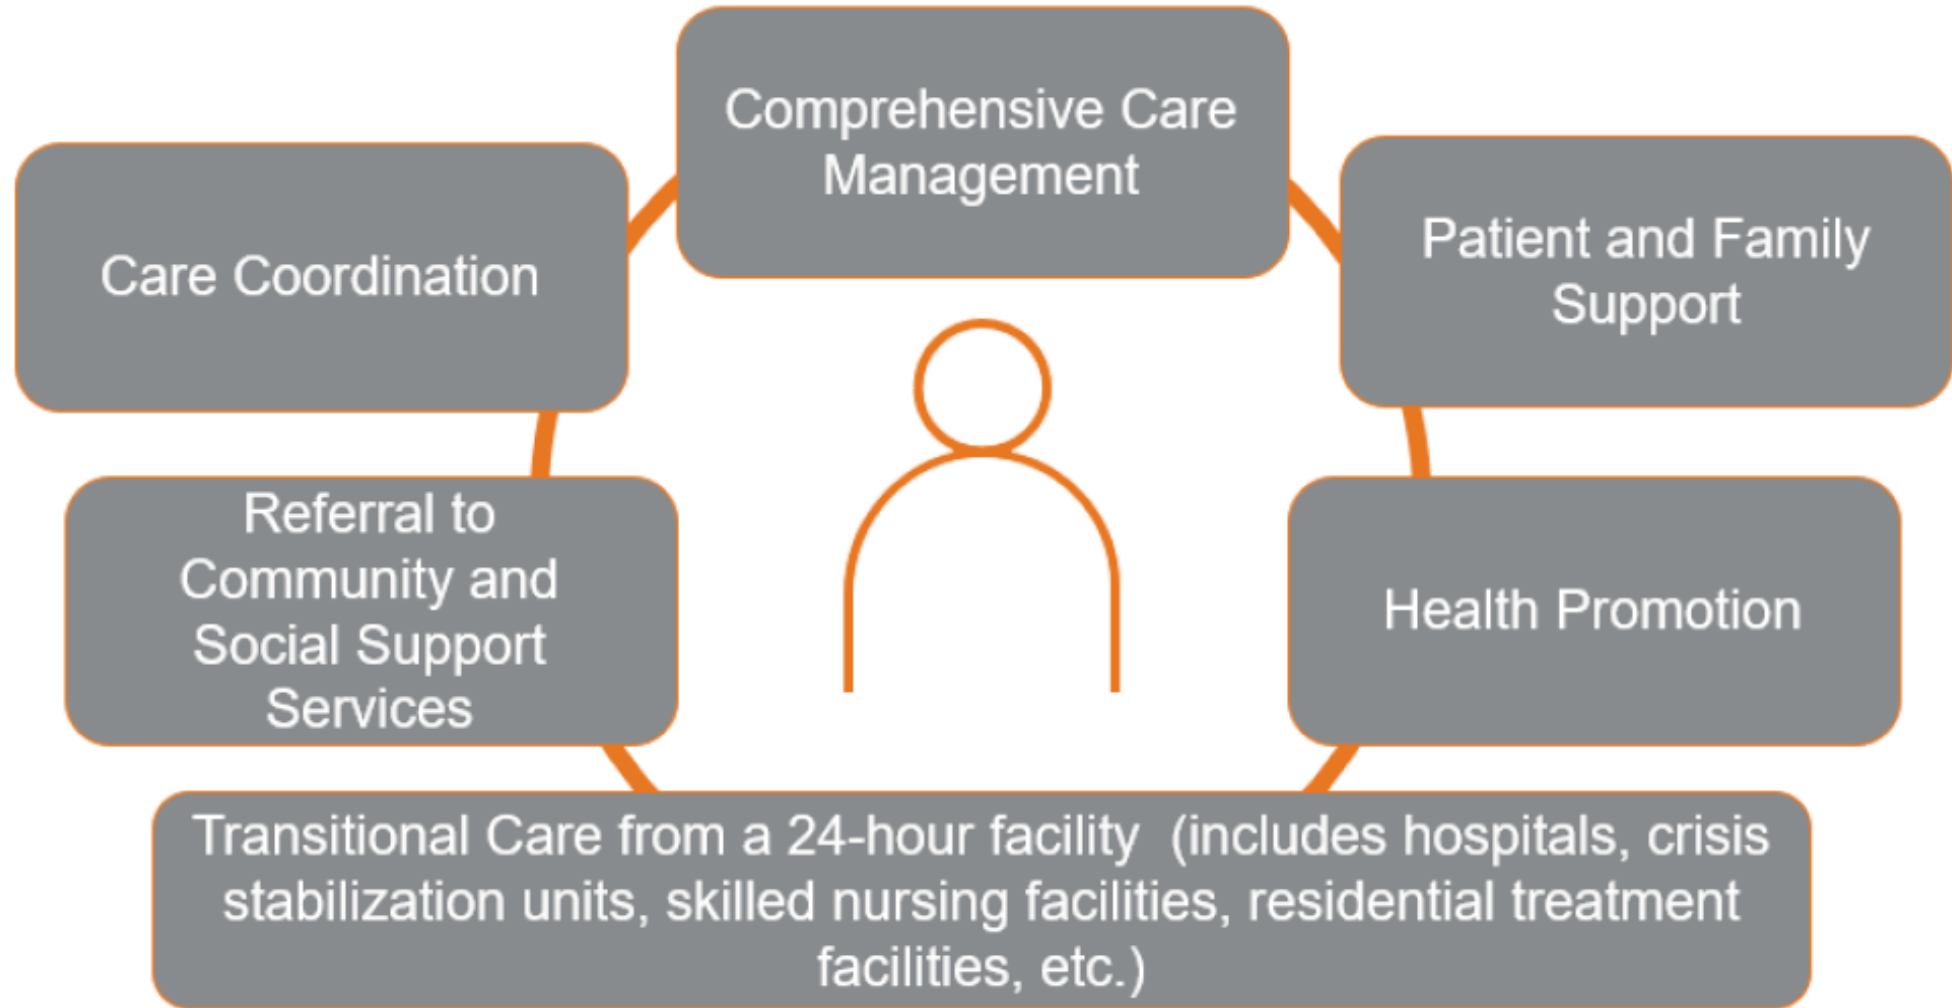 Comprehensive Care
Management
Care Coordination
Patient and Family
Support
Referral to
Community and
Social Support
Services
Health Promotion
Transitional Care from a 24-hour facility  (includes hospitals, crisis
stabilization units, skilled nursing facilities, residential treatment
facilities, etc.)